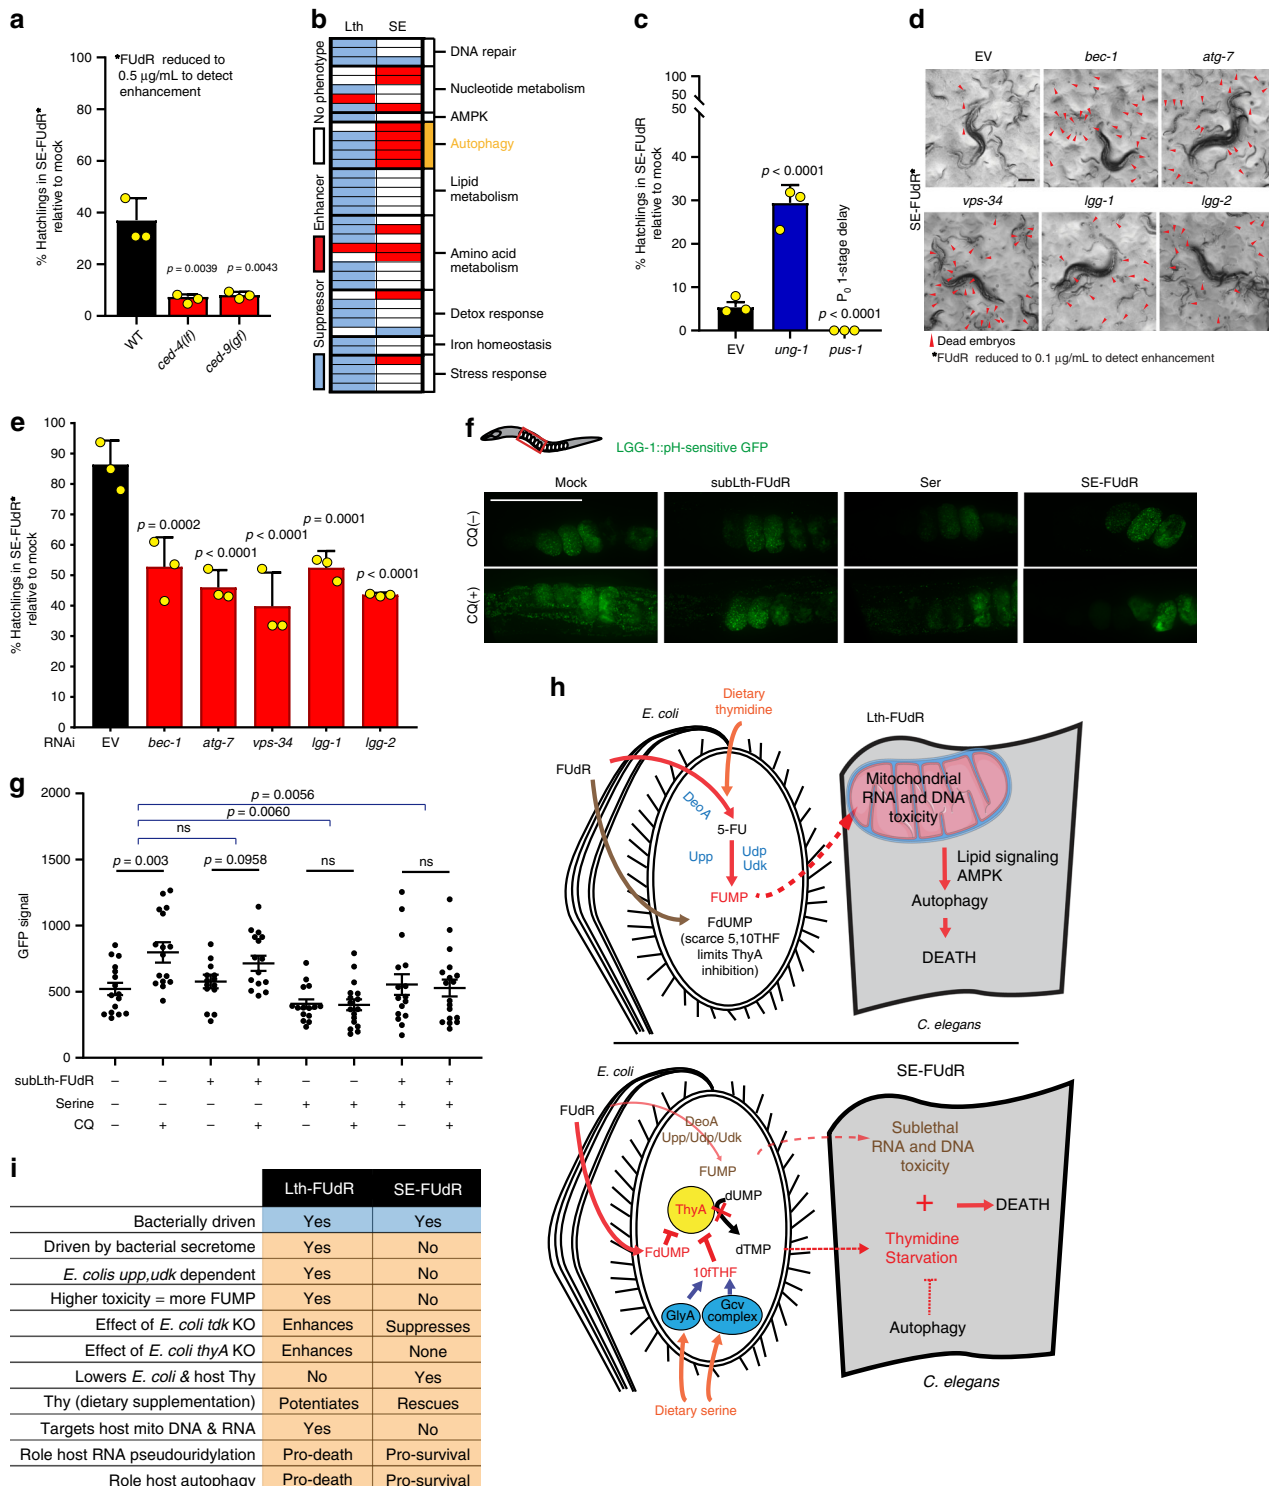 a
*FUdR reduced to
0.5 µg/mL to detect
enhancement
% Hatchlings in SE-FUdR*
relative to mock
100
80
60
40
20
0
p = 0.0039
p = 0.0043
WT
ced-4(lf)
ced-9(gf)
b
Lth
SE
No phenotype
Enhancer
Suppressor
DNA repair
Nucleotide metabolism
AMPK
Autophagy
Lipid
metabolism
Amino acid
metabolism
Detox response
Iron homeostasis
Stress response
c
% Hatchlings in SE-FUdR
relative to mock
100
50
50
40
30
20
10
0
p < 0.0001
P0 1-stage delay
p < 0.0001
EV
ung-1
pus-1
d
SE-FUdR*
EV
bec-1
atg-7
vps-34
lgg-1
lgg-2
Dead embryos
*FUdR reduced to 0.1 µg/mL to detect enhancement
e
% Hatchlings in SE-FUdR*
relative to mock
100
90
80
70
60
50
40
30
20
10
0
p = 0.0002
p < 0.0001
p < 0.0001
p = 0.0001
p < 0.0001
RNAi
EV
bec-1
atg-7
vps-34
lgg-1
lgg-2
f
LGG-1::pH-sensitive GFP
Mock
subLth-FUdR
Ser
SE-FUdR
CQ(–)
CQ(+)
g
GFP signal
2000
1500
1000
500
0
p = 0.0056
p = 0.0060
ns
p = 0.003
p = 0.0958
ns
ns
subLth-FUdR – – + + – – + +
Serine – – – – + + + +
CQ – + – + – + – +
h
E. coli
Dietary
thymidine
FUdR
DeoA
5-FU
Upp
Udp
Udk
FUMP
FdUMP
(scarce 5,10THF
limits ThyA
inhibition)
Lth-FUdR
Mitochondrial
RNA and DNA
toxicity
Lipid signaling
AMPK
Autophagy
DEATH
C. elegans
E. coli
FUdR
DeoA
Upp/Udp/Udk
FUMP
ThyA
dUMP
dTMP
FdUMP
10fTHF
GlyA
Gcv
complex
Dietary serine
SE-FUdR
Sublethal
RNA and DNA
toxicity
+
DEATH
Thymidine
Starvation
Autophagy
C. elegans
i
Lth-FUdR SE-FUdR
Bacterially driven Yes Yes
Driven by bacterial secretome Yes No
E. colis upp,udk dependent Yes No
Higher toxicity = more FUMP Yes No
Effect of E. coli tdk KO Enhances Suppresses
Effect of E. coli thyA KO Enhances None
Lowers E. coli & host Thy No Yes
Thy (dietary supplementation) Potentiates Rescues
Targets host mito DNA & RNA Yes No
Role host RNA pseudouridylation Pro-death Pro-survival
Role host autophagy Pro-death Pro-survival